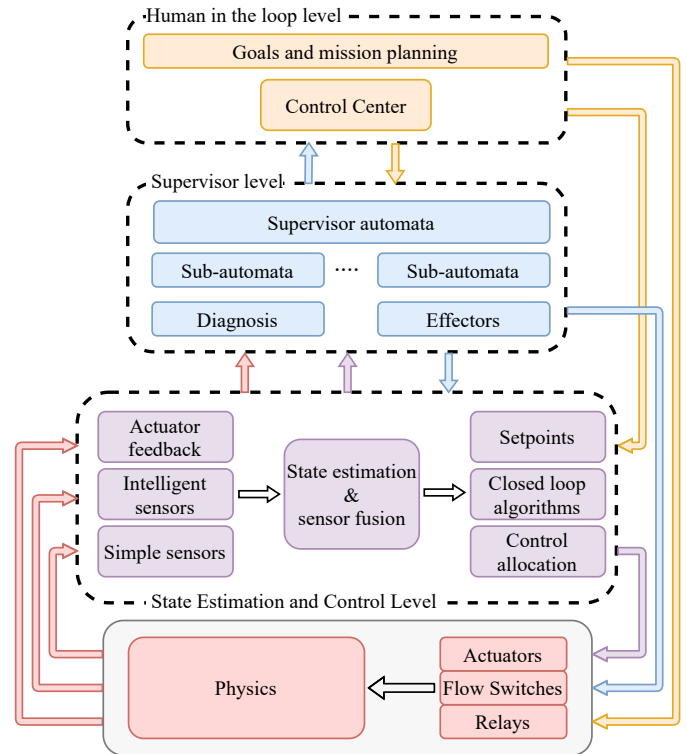 Human in the loop level
Goals and mission planning
Control Center
Supervisor level
Supervisor automata
Sub-automata
....
Sub-automata
Diagnosis
Effectors
Actuator
feedback
Intelligent
sensors
Simple sensors
State estimation
&
sensor fusion
Setpoints
Closed loop
algorithms
Control
allocation
State Estimation and Control Level
Physics
Actuators
Flow Switches
Relays